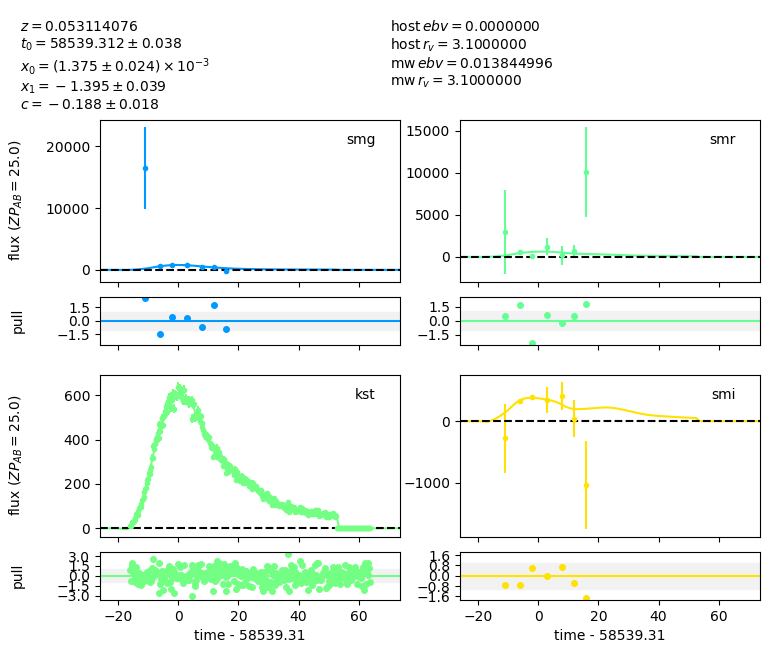 z = 0.053114076
t₀ = 58539.312 ± 0.038
x₀ = (1.375 ± 0.024) × 10⁻³
x₁ = −1.395 ± 0.039
c = −0.188 ± 0.018
host ebv = 0.0000000
host r_v = 3.1000000
mw ebv = 0.013844996
mw r_v = 3.1000000
smg
flux (ZP_AB = 25.0)
20000
10000
0
smr
15000
10000
5000
0
pull
1.5
0.0
−1.5
1.5
0.0
−1.5
kst
flux (ZP_AB = 25.0)
600
400
200
0
smi
0
−1000
pull
3.0
1.5
0.0
−1.5
−3.0
−20 0 20 40 60
time - 58539.31
1.6
0.8
0.0
−0.8
−1.6
−20 0 20 40 60
time - 58539.31